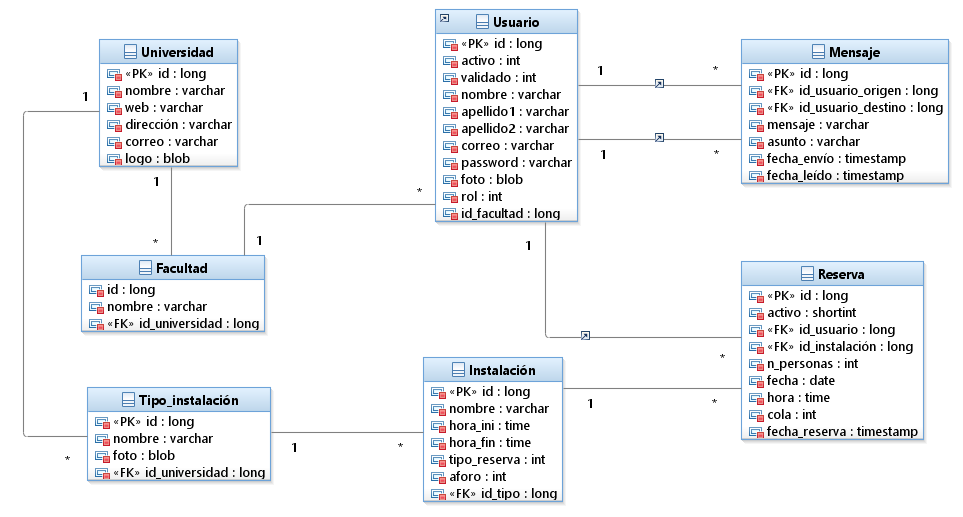 Universidad
«PK» id : long
nombre : varchar
web : varchar
dirección : varchar
correo : varchar
logo : blob
Usuario
«PK» id : long
activo : int
validado : int
nombre : varchar
apellido1 : varchar
apellido2 : varchar
correo : varchar
password : varchar
foto : blob
rol : int
id_facultad : long
Mensaje
«PK» id : long
«FK» id_usuario_origen : long
«FK» id_usuario_destino : long
mensaje : varchar
asunto : varchar
fecha_envío : timestamp
fecha_leído : timestamp
1
*
1
*
1
1
*
*
1
1
*
Facultad
id : long
nombre : varchar
«FK» id_universidad : long
Reserva
«PK» id : long
activo : shortint
«FK» id_usuario : long
«FK» id_instalación : long
n_personas : int
fecha : date
hora : time
cola : int
fecha_reserva : timestamp
Tipo_instalación
«PK» id : long
nombre : varchar
foto : blob
«FK» id_universidad : long
Instalación
«PK» id : long
nombre : varchar
hora_ini : time
hora_fin : time
tipo_reserva : int
aforo : int
«FK» id_tipo : long
*
1
*
1
*